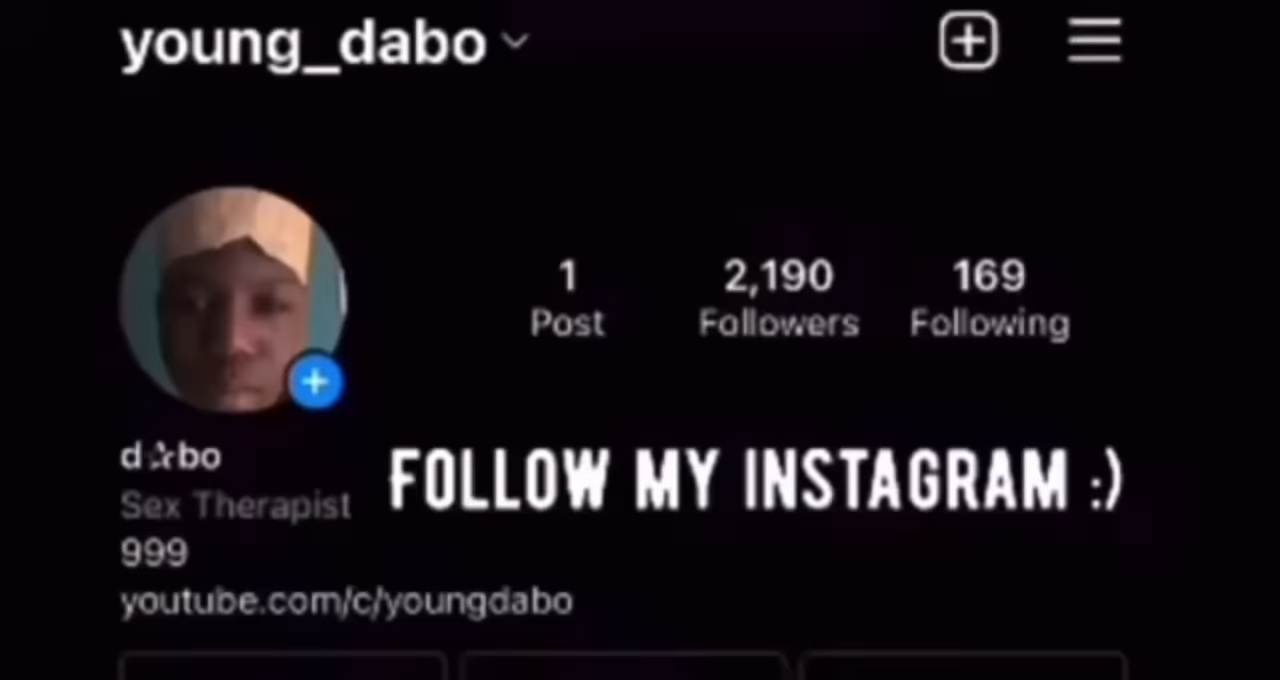 young_dabo
1 2,190 169
Post Followers Following
d☆bo
FOLLOW MY INSTAGRAM :)
Sex Therapist
999
youtube.com/c/youngdabo